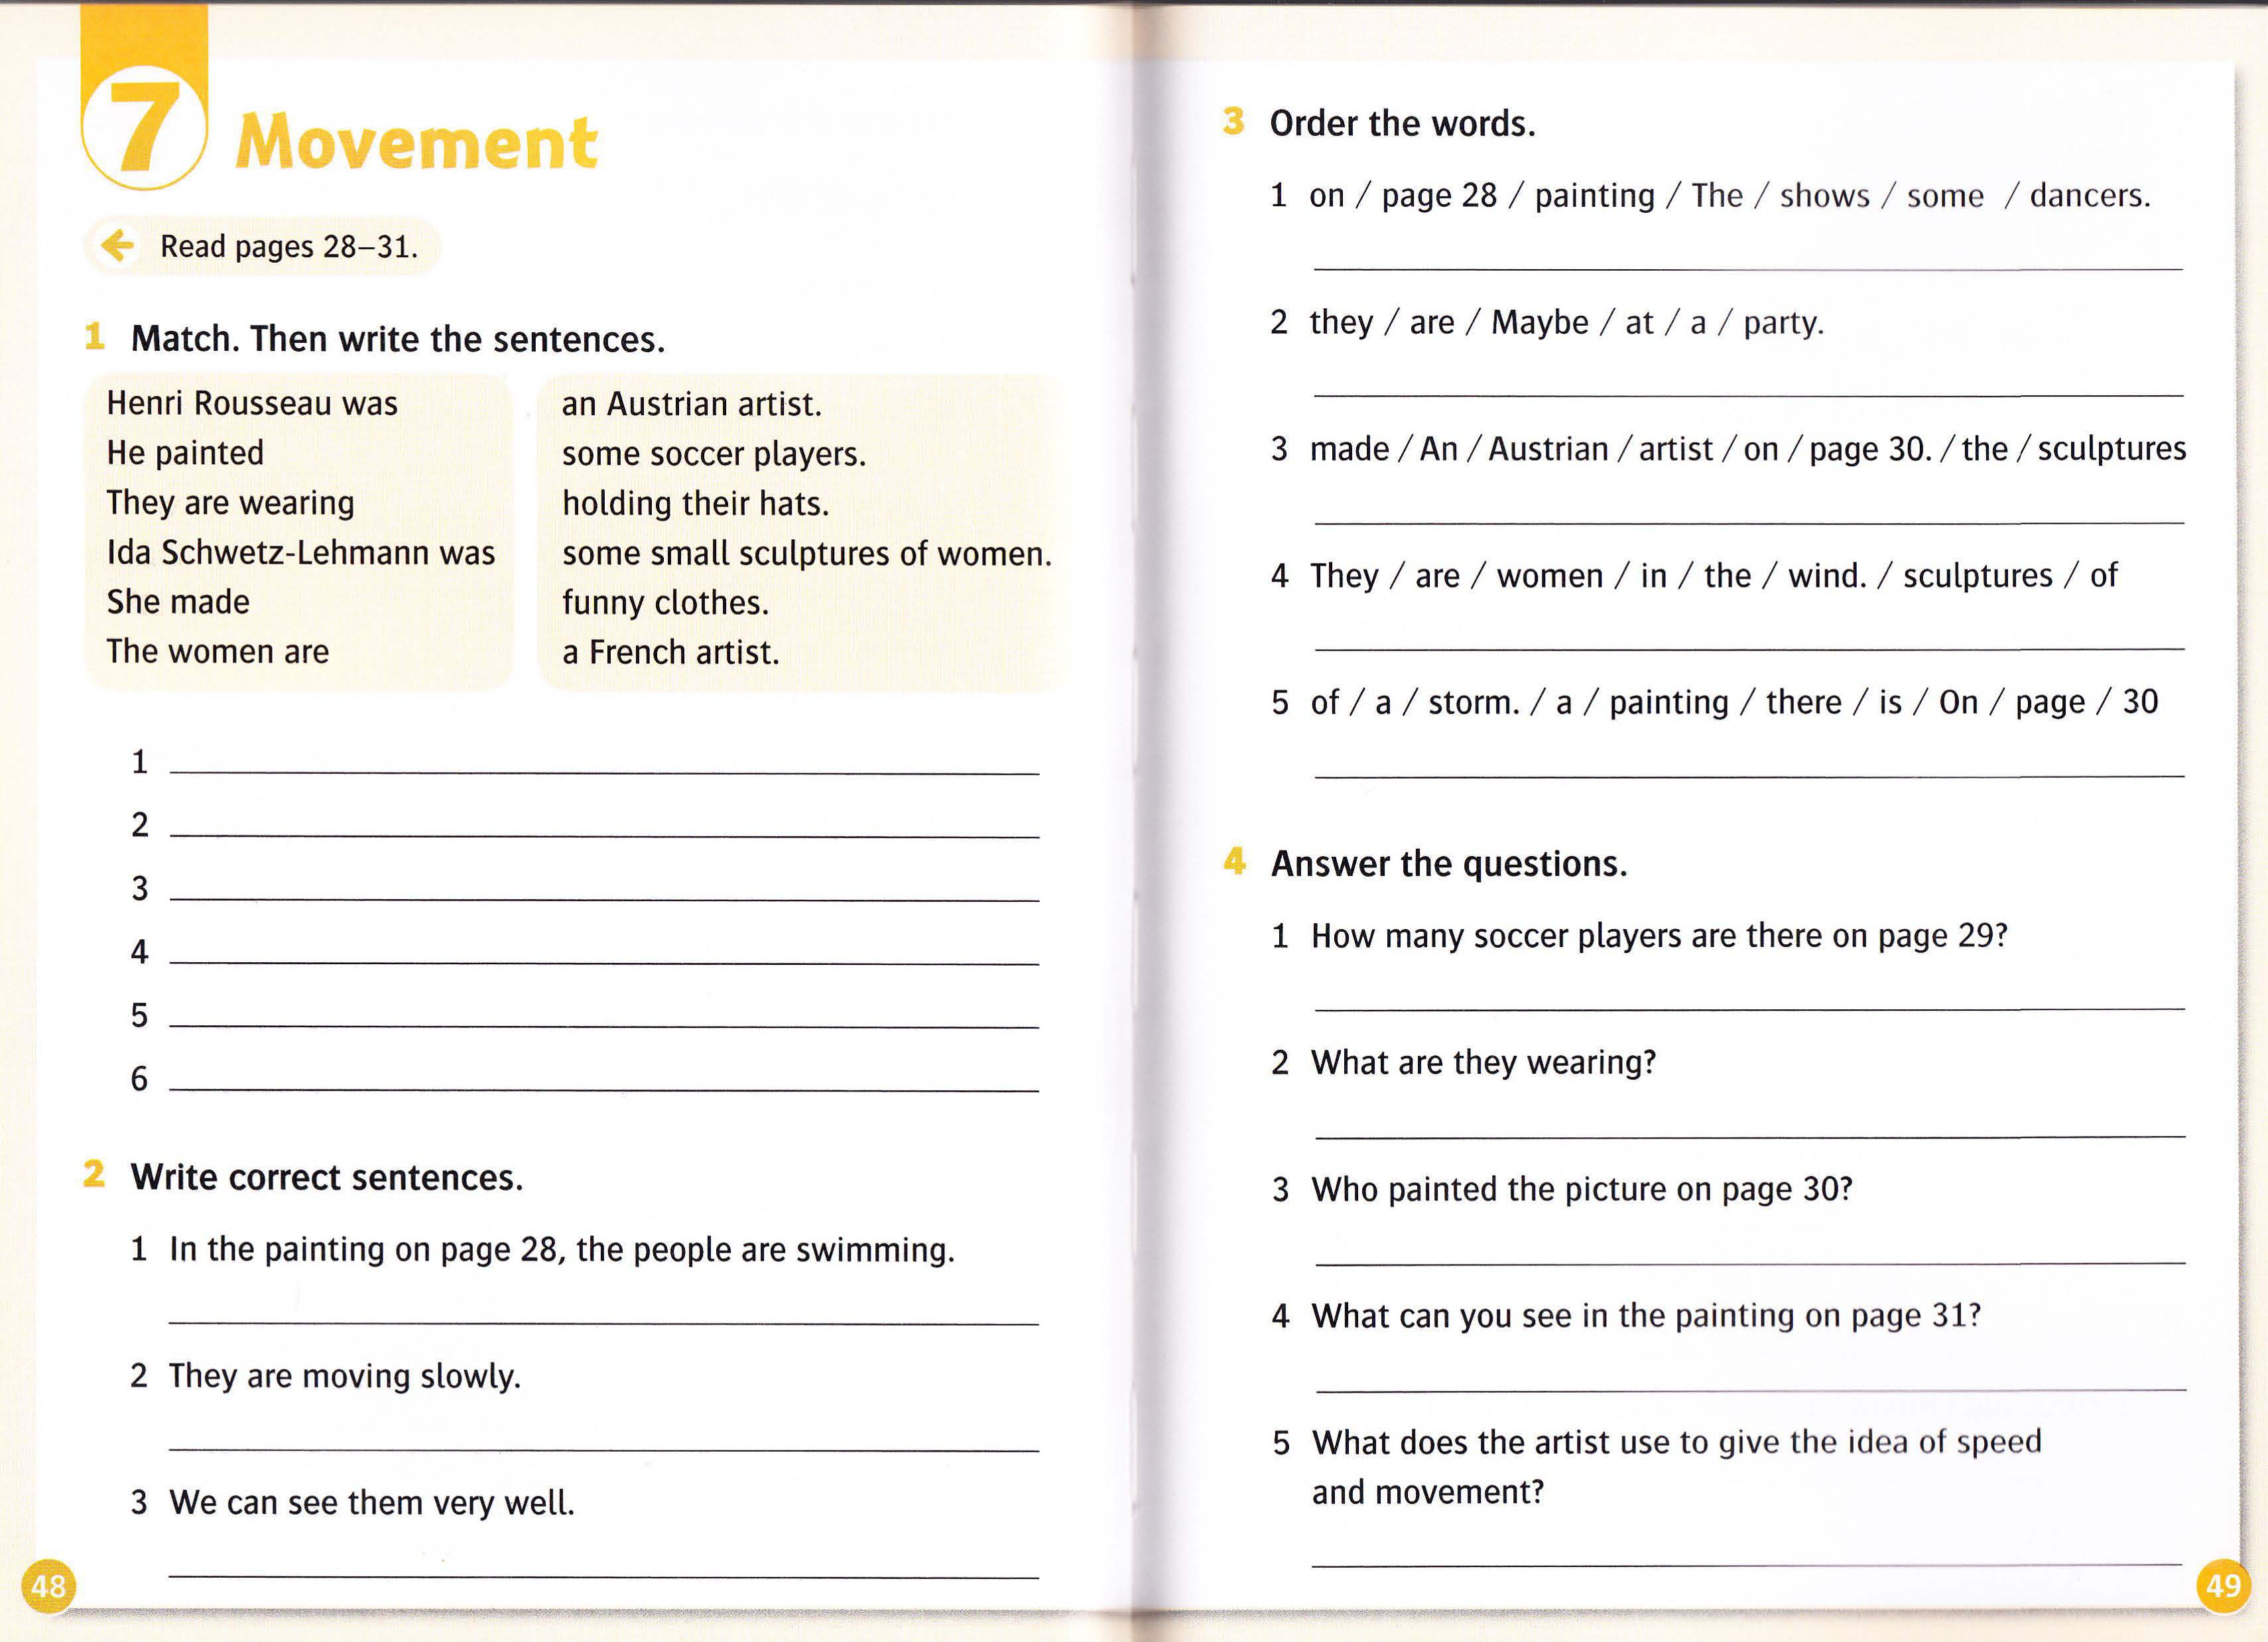 7 Movement
Read pages 28–31.
1 Match. Then write the sentences.
Henri Rousseau was
He painted
They are wearing
Ida Schwetz-Lehmann was
She made
The women are
an Austrian artist.
some soccer players.
holding their hats.
some small sculptures of women.
funny clothes.
a French artist.
1
2
3
4
5
6
2 Write correct sentences.
1 In the painting on page 28, the people are swimming.
2 They are moving slowly.
3 We can see them very well.
48
3 Order the words.
1 on / page 28 / painting / The / shows / some / dancers.
2 they / are / Maybe / at / a / party.
3 made / An / Austrian / artist / on / page 30. / the / sculptures
4 They / are / women / in / the / wind. / sculptures / of
5 of / a / storm. / a / painting / there / is / On / page / 30
4 Answer the questions.
1 How many soccer players are there on page 29?
2 What are they wearing?
3 Who painted the picture on page 30?
4 What can you see in the painting on page 31?
5 What does the artist use to give the idea of speed
and movement?
49